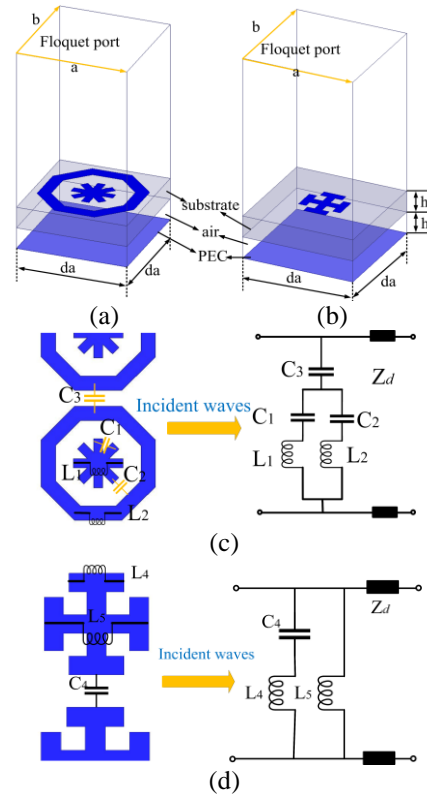 b
Floquet port
a
b
Floquet port
a
substrate
air
PEC
h
h
da
da
da
da
(a)
(b)
C3
C1
L1
C2
L2
Incident waves
C3
Zd
C1
C2
L1
L2
(c)
L4
L5
C4
Incident waves
C4
Zd
L4
L5
(d)